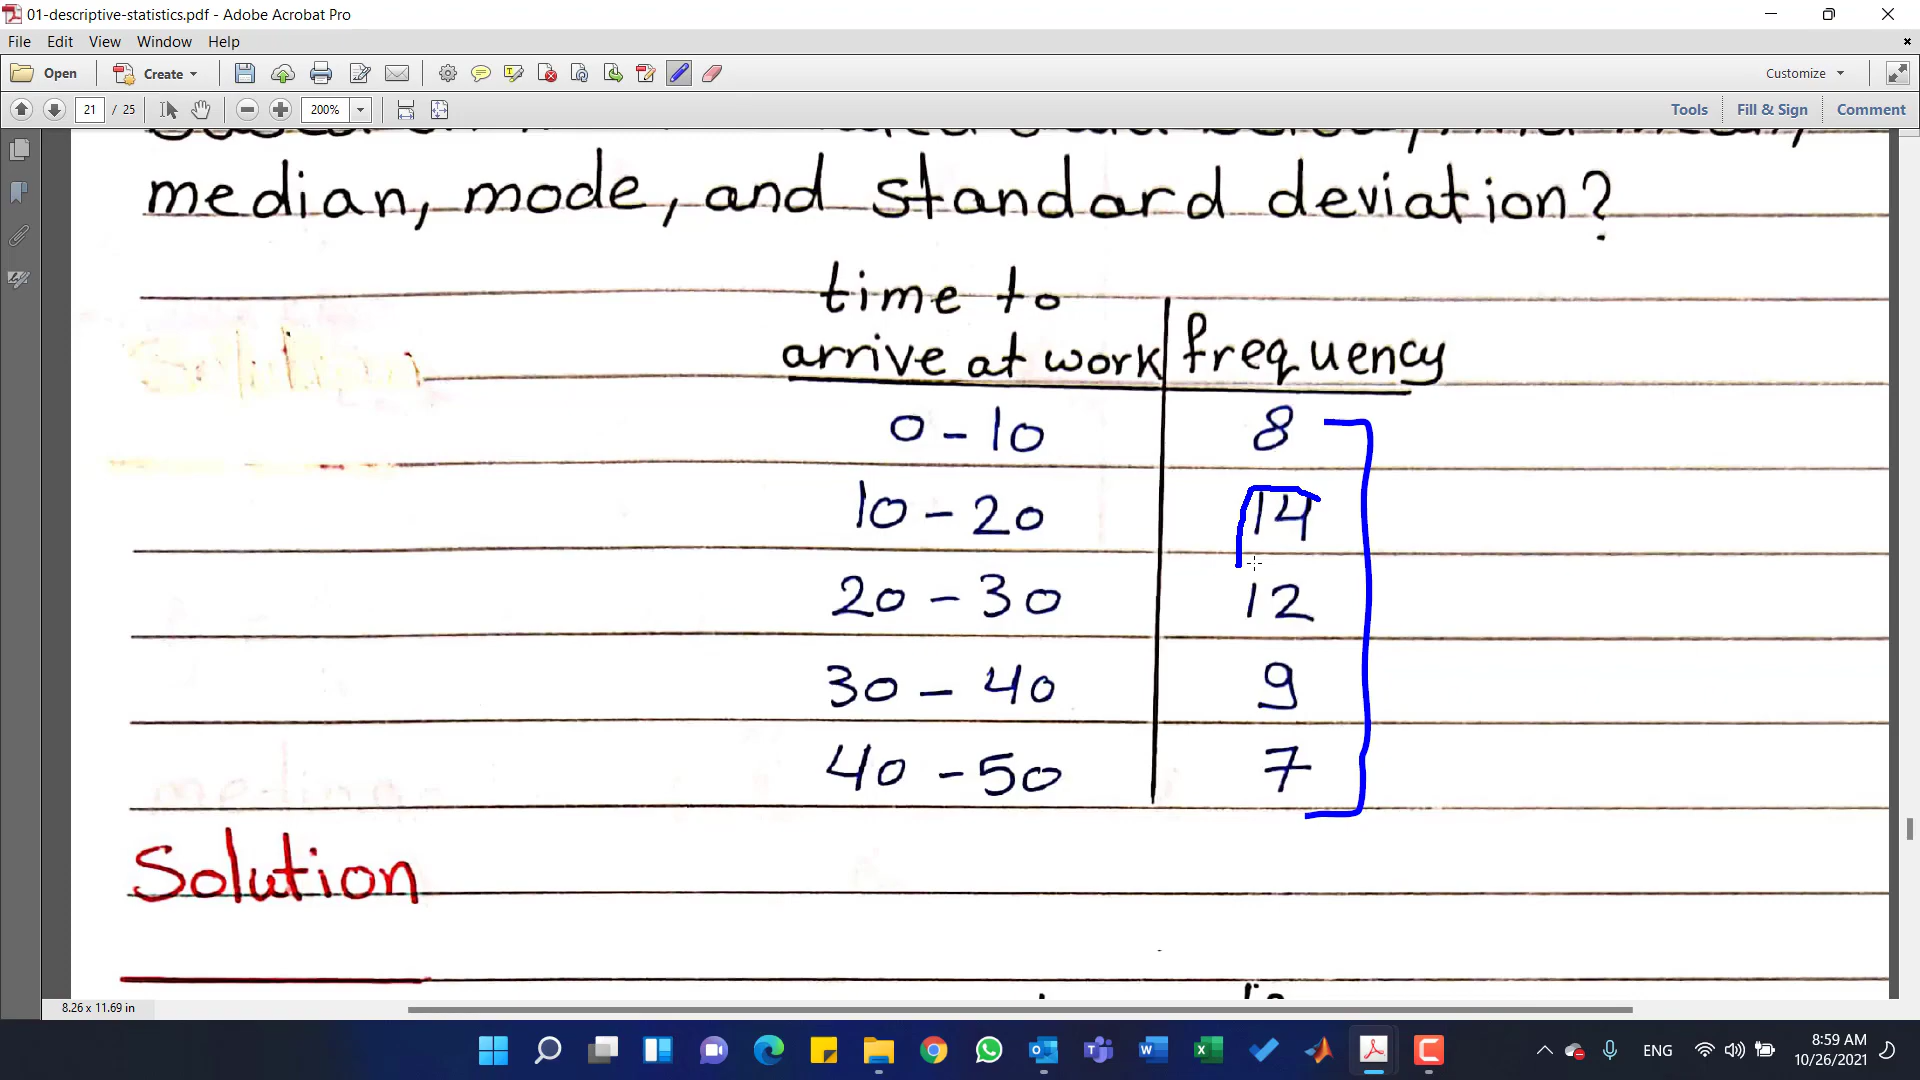 01-descriptive-statistics.pdf - Adobe Acrobat Pro
File Edit View Window Help
Open Create Customize
21 / 25 200% Tools Fill & Sign Comment
median, mode, and standard deviation?
time to
arrive at work frequency
0 - 10 8
10 - 20 14
20 - 30 12
30 - 40 9
40 - 50 7
Solution
8.26 x 11.69 in
ENG 8:59 AM
10/26/2021